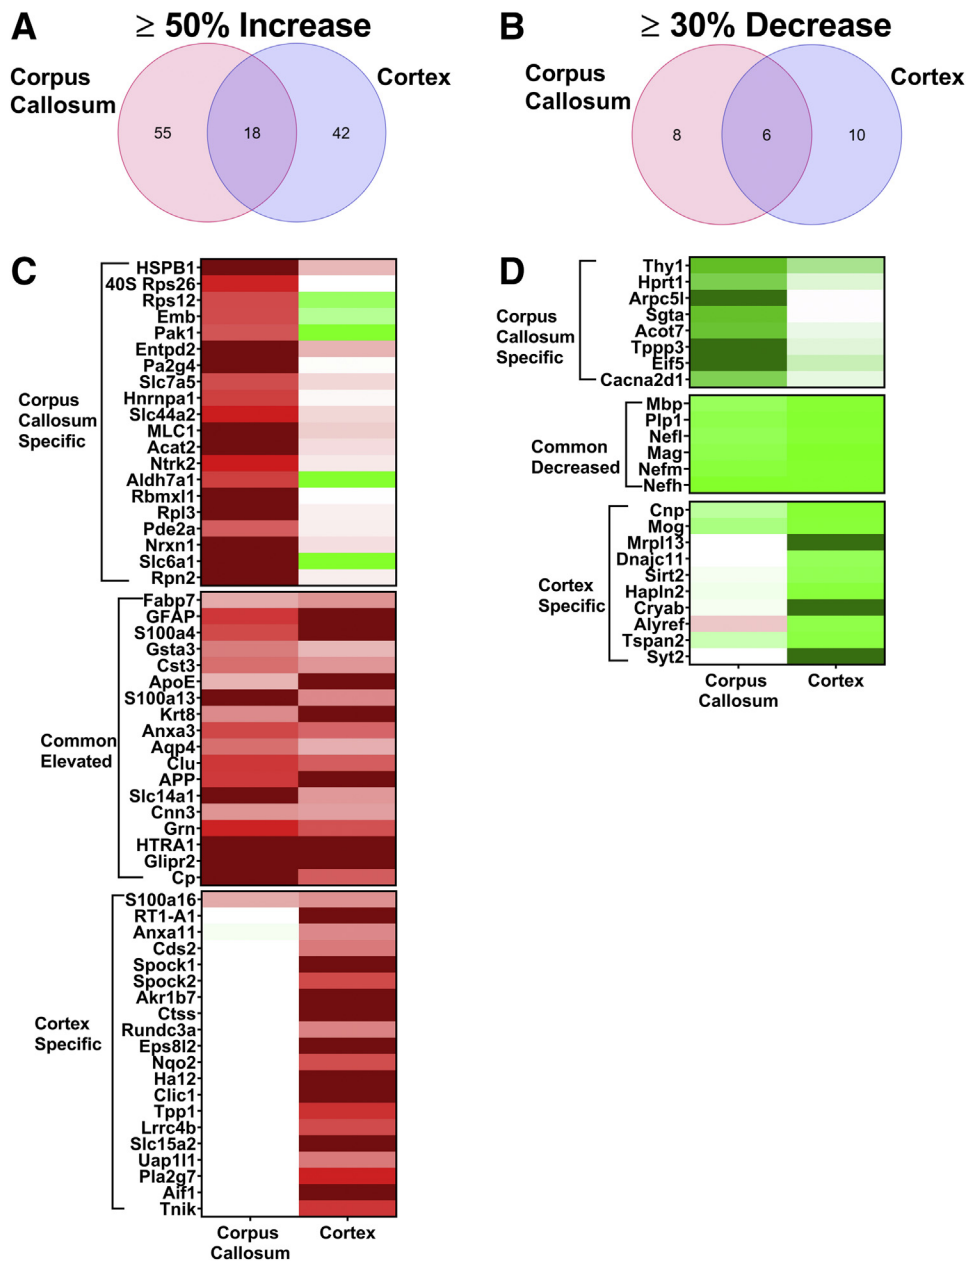 A
≥ 50% Increase
Corpus
Callosum
Cortex
55
18
42
B
≥ 30% Decrease
Corpus
Callosum
Cortex
8
6
10
C
Corpus
Callosum
Specific
HSPB1
40S Rps26
Rps12
Emb
Pak1
Entpd2
Pa2g4
Slc7a5
Hnrnpa1
Slc44a2
MLC1
Acat2
Ntrk2
Aldh7a1
Rbmxl1
Rpl3
Pde2a
Nrxn1
Slc6a1
Rpn2
Common
Elevated
Fabp7
GFAP
S100a4
Gsta3
Cst3
ApoE
S100a13
Krt8
Anxa3
Aqp4
Clu
APP
Slc14a1
Cnn3
Grn
HTRA1
Glipr2
Cp
Cortex
Specific
S100a16
RT1-A1
Anxa11
Cds2
Spock1
Spock2
Akr1b7
Ctss
Rundc3a
Eps8l2
Nqo2
Ha12
Clic1
Tpp1
Lrrc4b
Slc15a2
Uap1l1
Pla2g7
Aif1
Tnik
Corpus
Callosum
Cortex
D
Corpus
Callosum
Specific
Thy1
Hprt1
Arpc5l
Sgta
Acot7
Tppp3
Eif5
Cacna2d1
Common
Decreased
Mbp
Plp1
Nefl
Mag
Nefm
Nefh
Cortex
Specific
Cnp
Mog
Mrpl13
Dnajc11
Sirt2
Hapln2
Cryab
Alyref
Tspan2
Syt2
Corpus
Callosum
Cortex